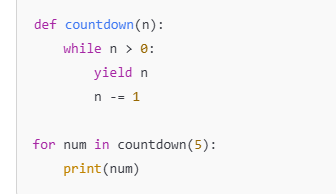 def countdown(n):
    while n > 0:
        yield n
        n -= 1

for num in countdown(5):
    print(num)